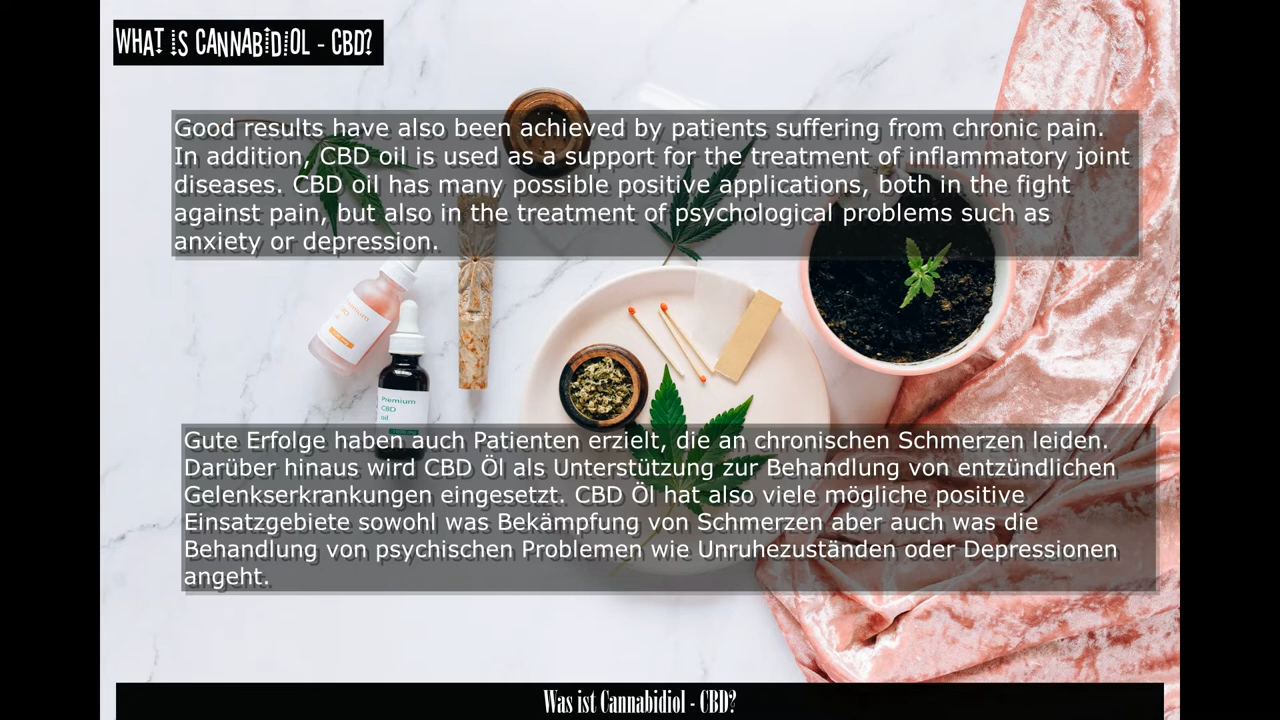 WHAT IS CANNABIDIOL - CBD?
Good results have also been achieved by patients suffering from chronic pain.
In addition, CBD oil is used as a support for the treatment of inflammatory joint
diseases. CBD oil has many possible positive applications, both in the fight
against pain, but also in the treatment of psychological problems such as
anxiety or depression.
Premium
CBD
oil
Gute Erfolge haben auch Patienten erzielt, die an chronischen Schmerzen leiden.
Darüber hinaus wird CBD Öl als Unterstützung zur Behandlung von entzündlichen
Gelenkserkrankungen eingesetzt. CBD Öl hat also viele mögliche positive
Einsatzgebiete sowohl was Bekämpfung von Schmerzen aber auch was die
Behandlung von psychischen Problemen wie Unruhezuständen oder Depressionen
angeht.
Was ist Cannabidiol - CBD?